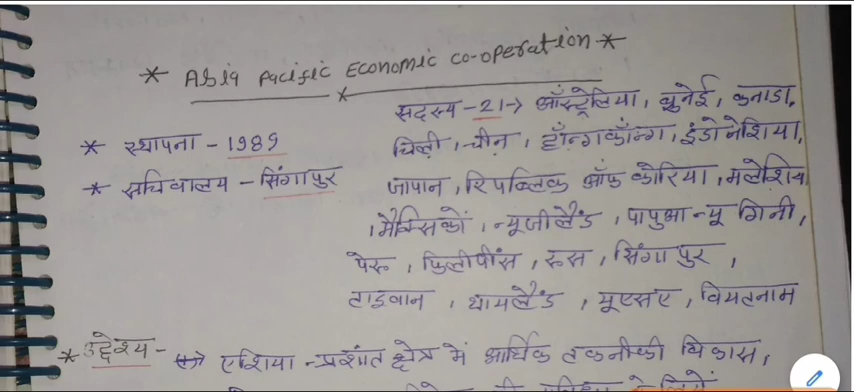 * Asia Pacific Economic co-operation *
सदस्य - 21 → ऑस्ट्रेलिया, ब्रुनेई, कनाडा,
* स्थापना - 1989
चिली, चीन, हॉन्गकॉन्ग, इंडोनेशिया,
* सचिवालय - सिंगापुर
जापान, रिपब्लिक ऑफ कोरिया, मलेशिया
, मैक्सिको, न्यूजीलैंड, पापुआ न्यू गिनी,
पेरू, फिलीपींस, रूस, सिंगापुर,
ताइवान, थायलैंड, यूएसए, वियतनाम
* उद्देश्य - → एशिया - प्रशांत क्षेत्र में आर्थिक तकनीकी विकास,